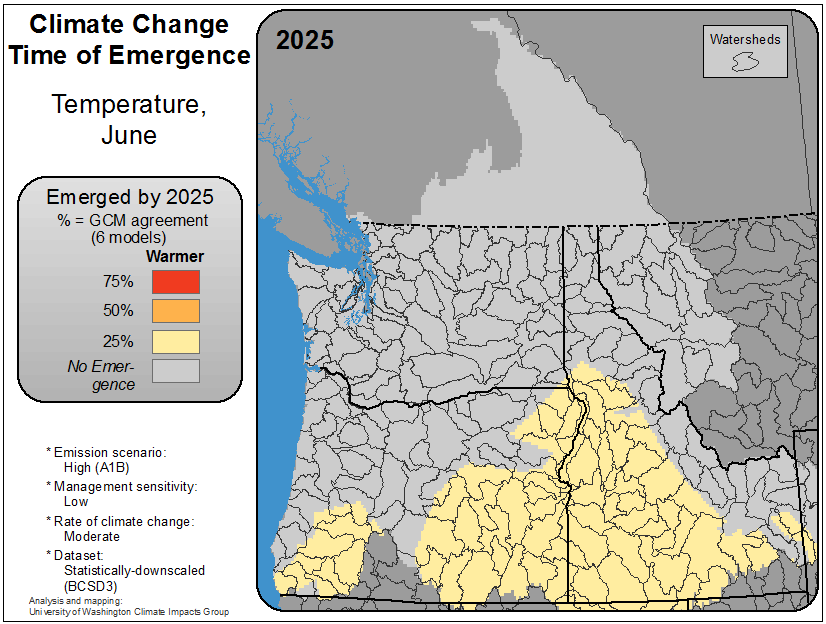 Climate Change
Time of Emergence
Temperature,
June
Emerged by 2025
% = GCM agreement
(6 models)
Warmer
75%
50%
25%
No Emer-
gence
* Emission scenario:
High (A1B)
* Management sensitivity:
Low
* Rate of climate change:
Moderate
* Dataset:
Statistically-downscaled
(BCSD3)
Analysis and mapping:
University of Washington Climate Impacts Group
2025
Watersheds